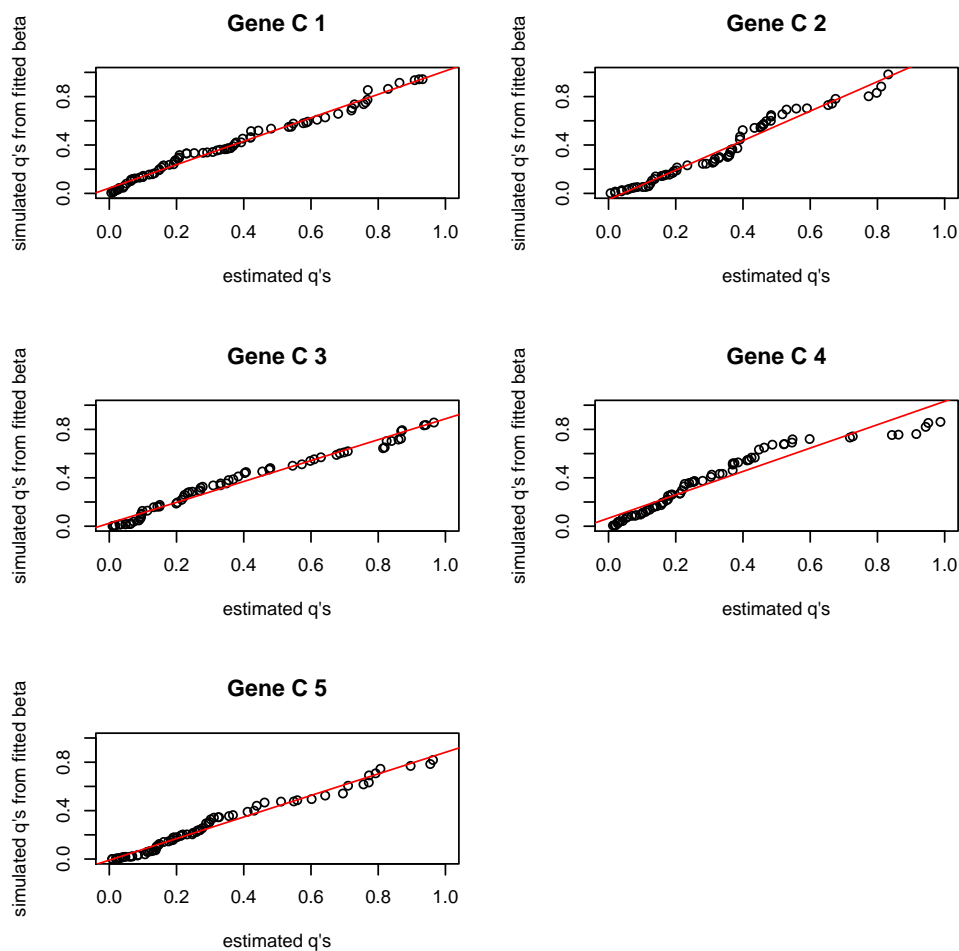 Gene C 1
simulated q's from fitted beta
0.0 0.4 0.8
0.0 0.2 0.4 0.6 0.8 1.0
estimated q's
Gene C 2
simulated q's from fitted beta
0.0 0.4 0.8
0.0 0.2 0.4 0.6 0.8 1.0
estimated q's
Gene C 3
simulated q's from fitted beta
0.0 0.4 0.8
0.0 0.2 0.4 0.6 0.8 1.0
estimated q's
Gene C 4
simulated q's from fitted beta
0.0 0.4 0.8
0.0 0.2 0.4 0.6 0.8 1.0
estimated q's
Gene C 5
simulated q's from fitted beta
0.0 0.4 0.8
0.0 0.2 0.4 0.6 0.8 1.0
estimated q's